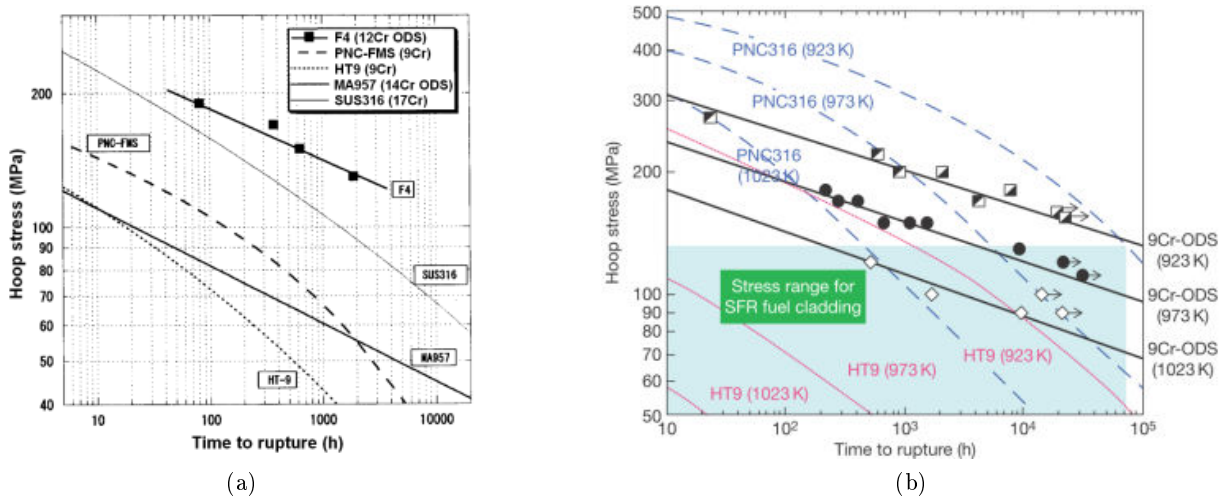 F4 (12Cr ODS)
PNC-FMS (9Cr)
HT9 (9Cr)
MA957 (14Cr ODS)
SUS316 (17Cr)
200
100
90
80
70
60
50
40
Hoop stress (MPa)
PNC-FMS
F4
SUS316
MA957
HT-9
10
100
1000
10000
Time to rupture (h)
(a)
500
400
300
200
100
90
80
70
60
50
Hoop stress (MPa)
PNC316 (923 K)
PNC316 (973 K)
PNC316
(1023 K)
9Cr-ODS
(923 K)
9Cr-ODS
(973 K)
9Cr-ODS
(1023 K)
Stress range for
SFR fuel cladding
HT9 (923 K)
HT9 (973 K)
HT9 (1023 K)
10
10²
10³
10⁴
10⁵
Time to rupture (h)
(b)